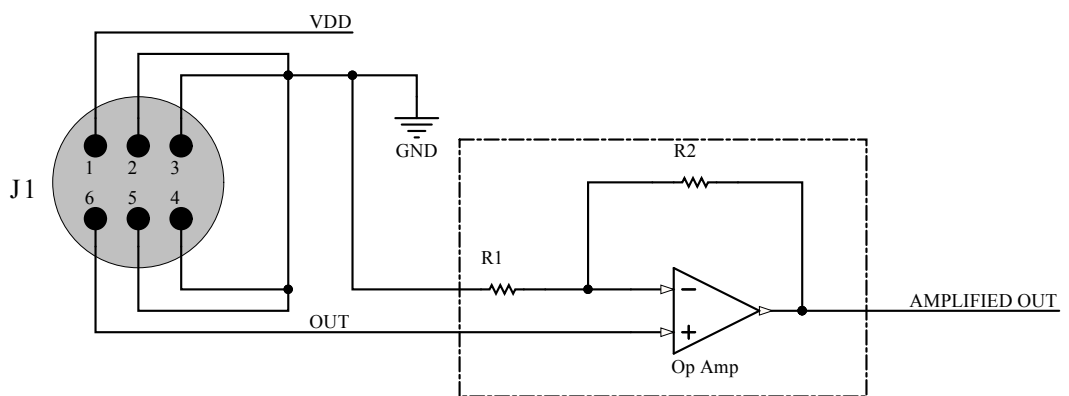 VDD
GND
J1
1 2 3
6 5 4
R2
R1
OUT
AMPLIFIED OUT
Op Amp